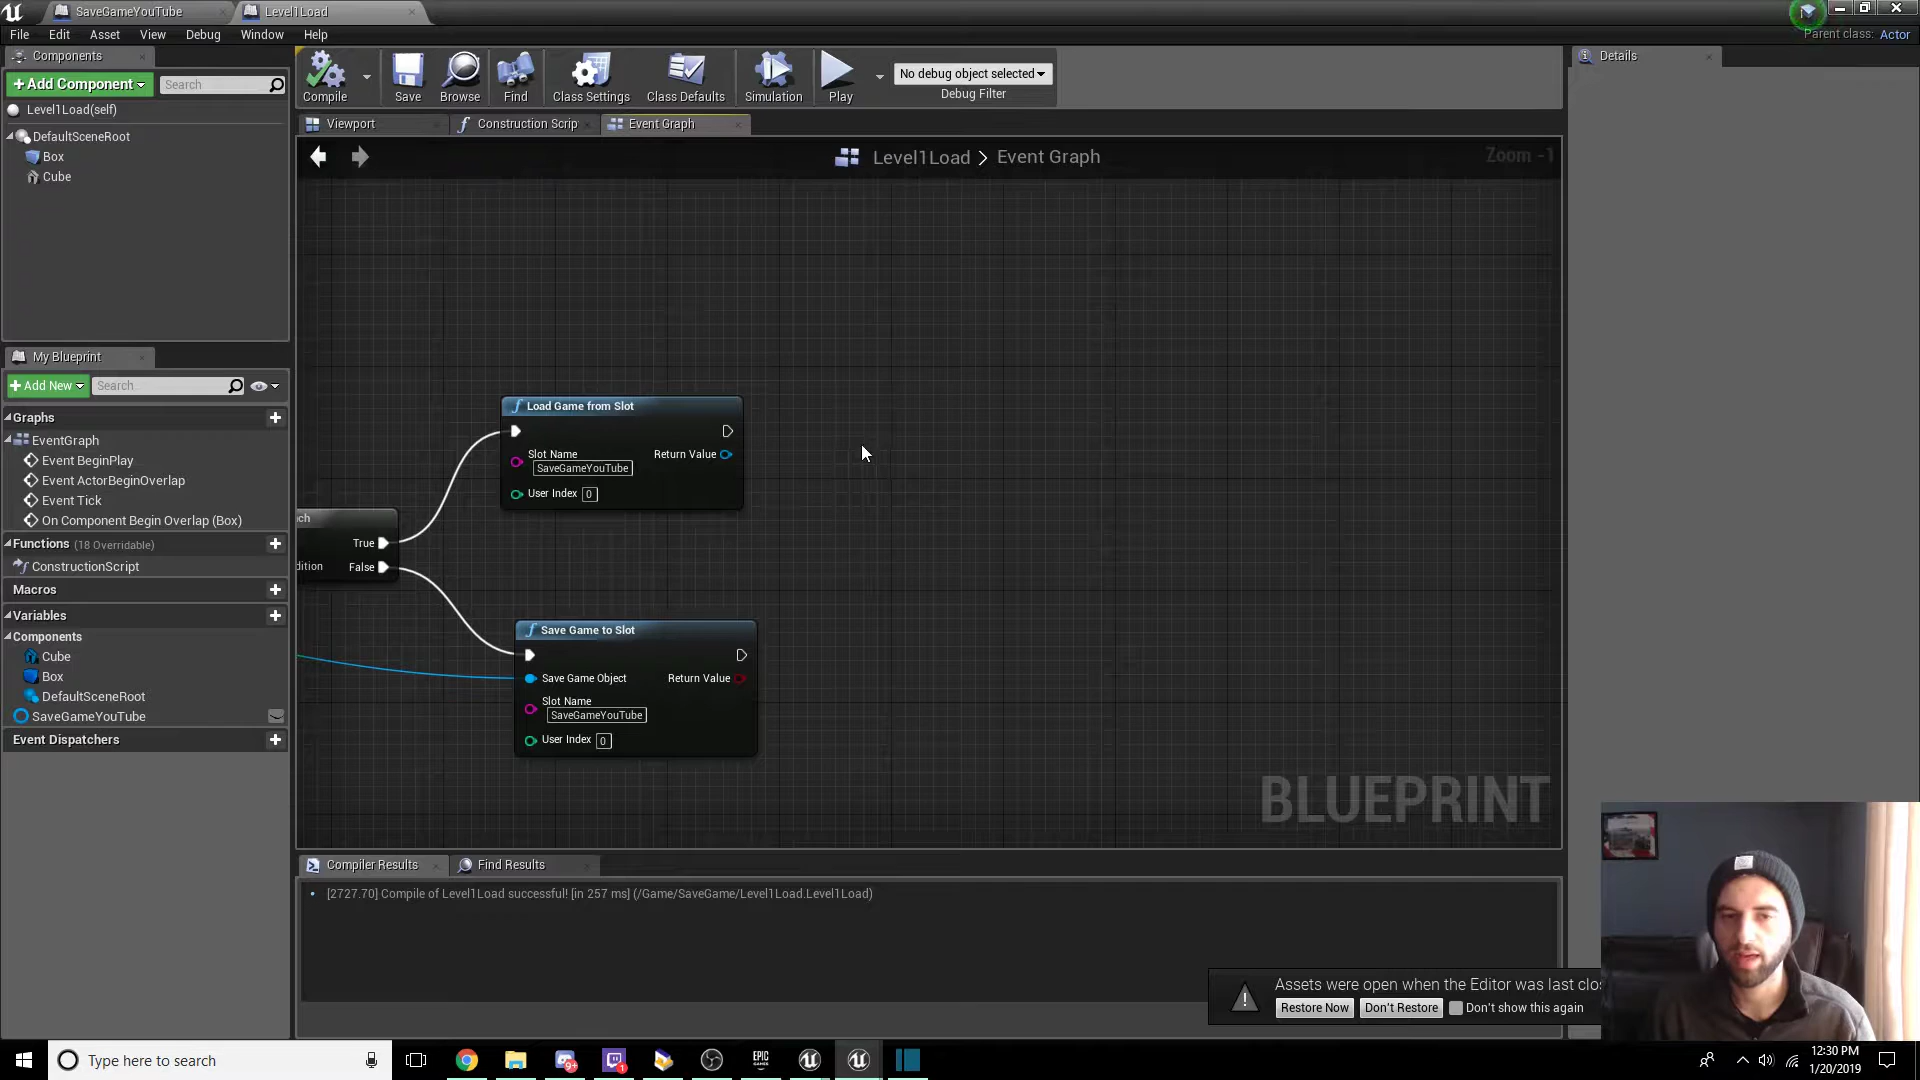 SaveGameYouTube
Level1Load
File Edit Asset View Debug Window Help
Parent class: Actor
Components
+Add Component
Search
Level1Load(self)
DefaultSceneRoot
Box
Cube
Compile
Save
Browse
Find
Class Settings
Class Defaults
Simulation
Play
No debug object selected
Debug Filter
Details
Viewport
Construction Scrip
Event Graph
Level1Load > Event Graph
Zoom -1
My Blueprint
+Add New
Search
Graphs
EventGraph
Event BeginPlay
Event ActorBeginOverlap
Event Tick
On Component Begin Overlap (Box)
Functions (18 Overridable)
ConstructionScript
Macros
Variables
Components
Cube
Box
DefaultSceneRoot
SaveGameYouTube
Event Dispatchers
Load Game from Slot
Slot Name
SaveGameYouTube
Return Value
User Index 0
nch
True
dition
False
Save Game to Slot
Save Game Object
Return Value
Slot Name
SaveGameYouTube
User Index 0
BLUEPRINT
Compiler Results
Find Results
[2727.70] Compile of Level1Load successful! [in 257 ms] (/Game/SaveGame/Level1Load.Level1Load)
Assets were open when the Editor was last clos
Restore Now
Don't Restore
Don't show this again
Type here to search
EPIC
GAMES
12:30 PM
1/20/2019